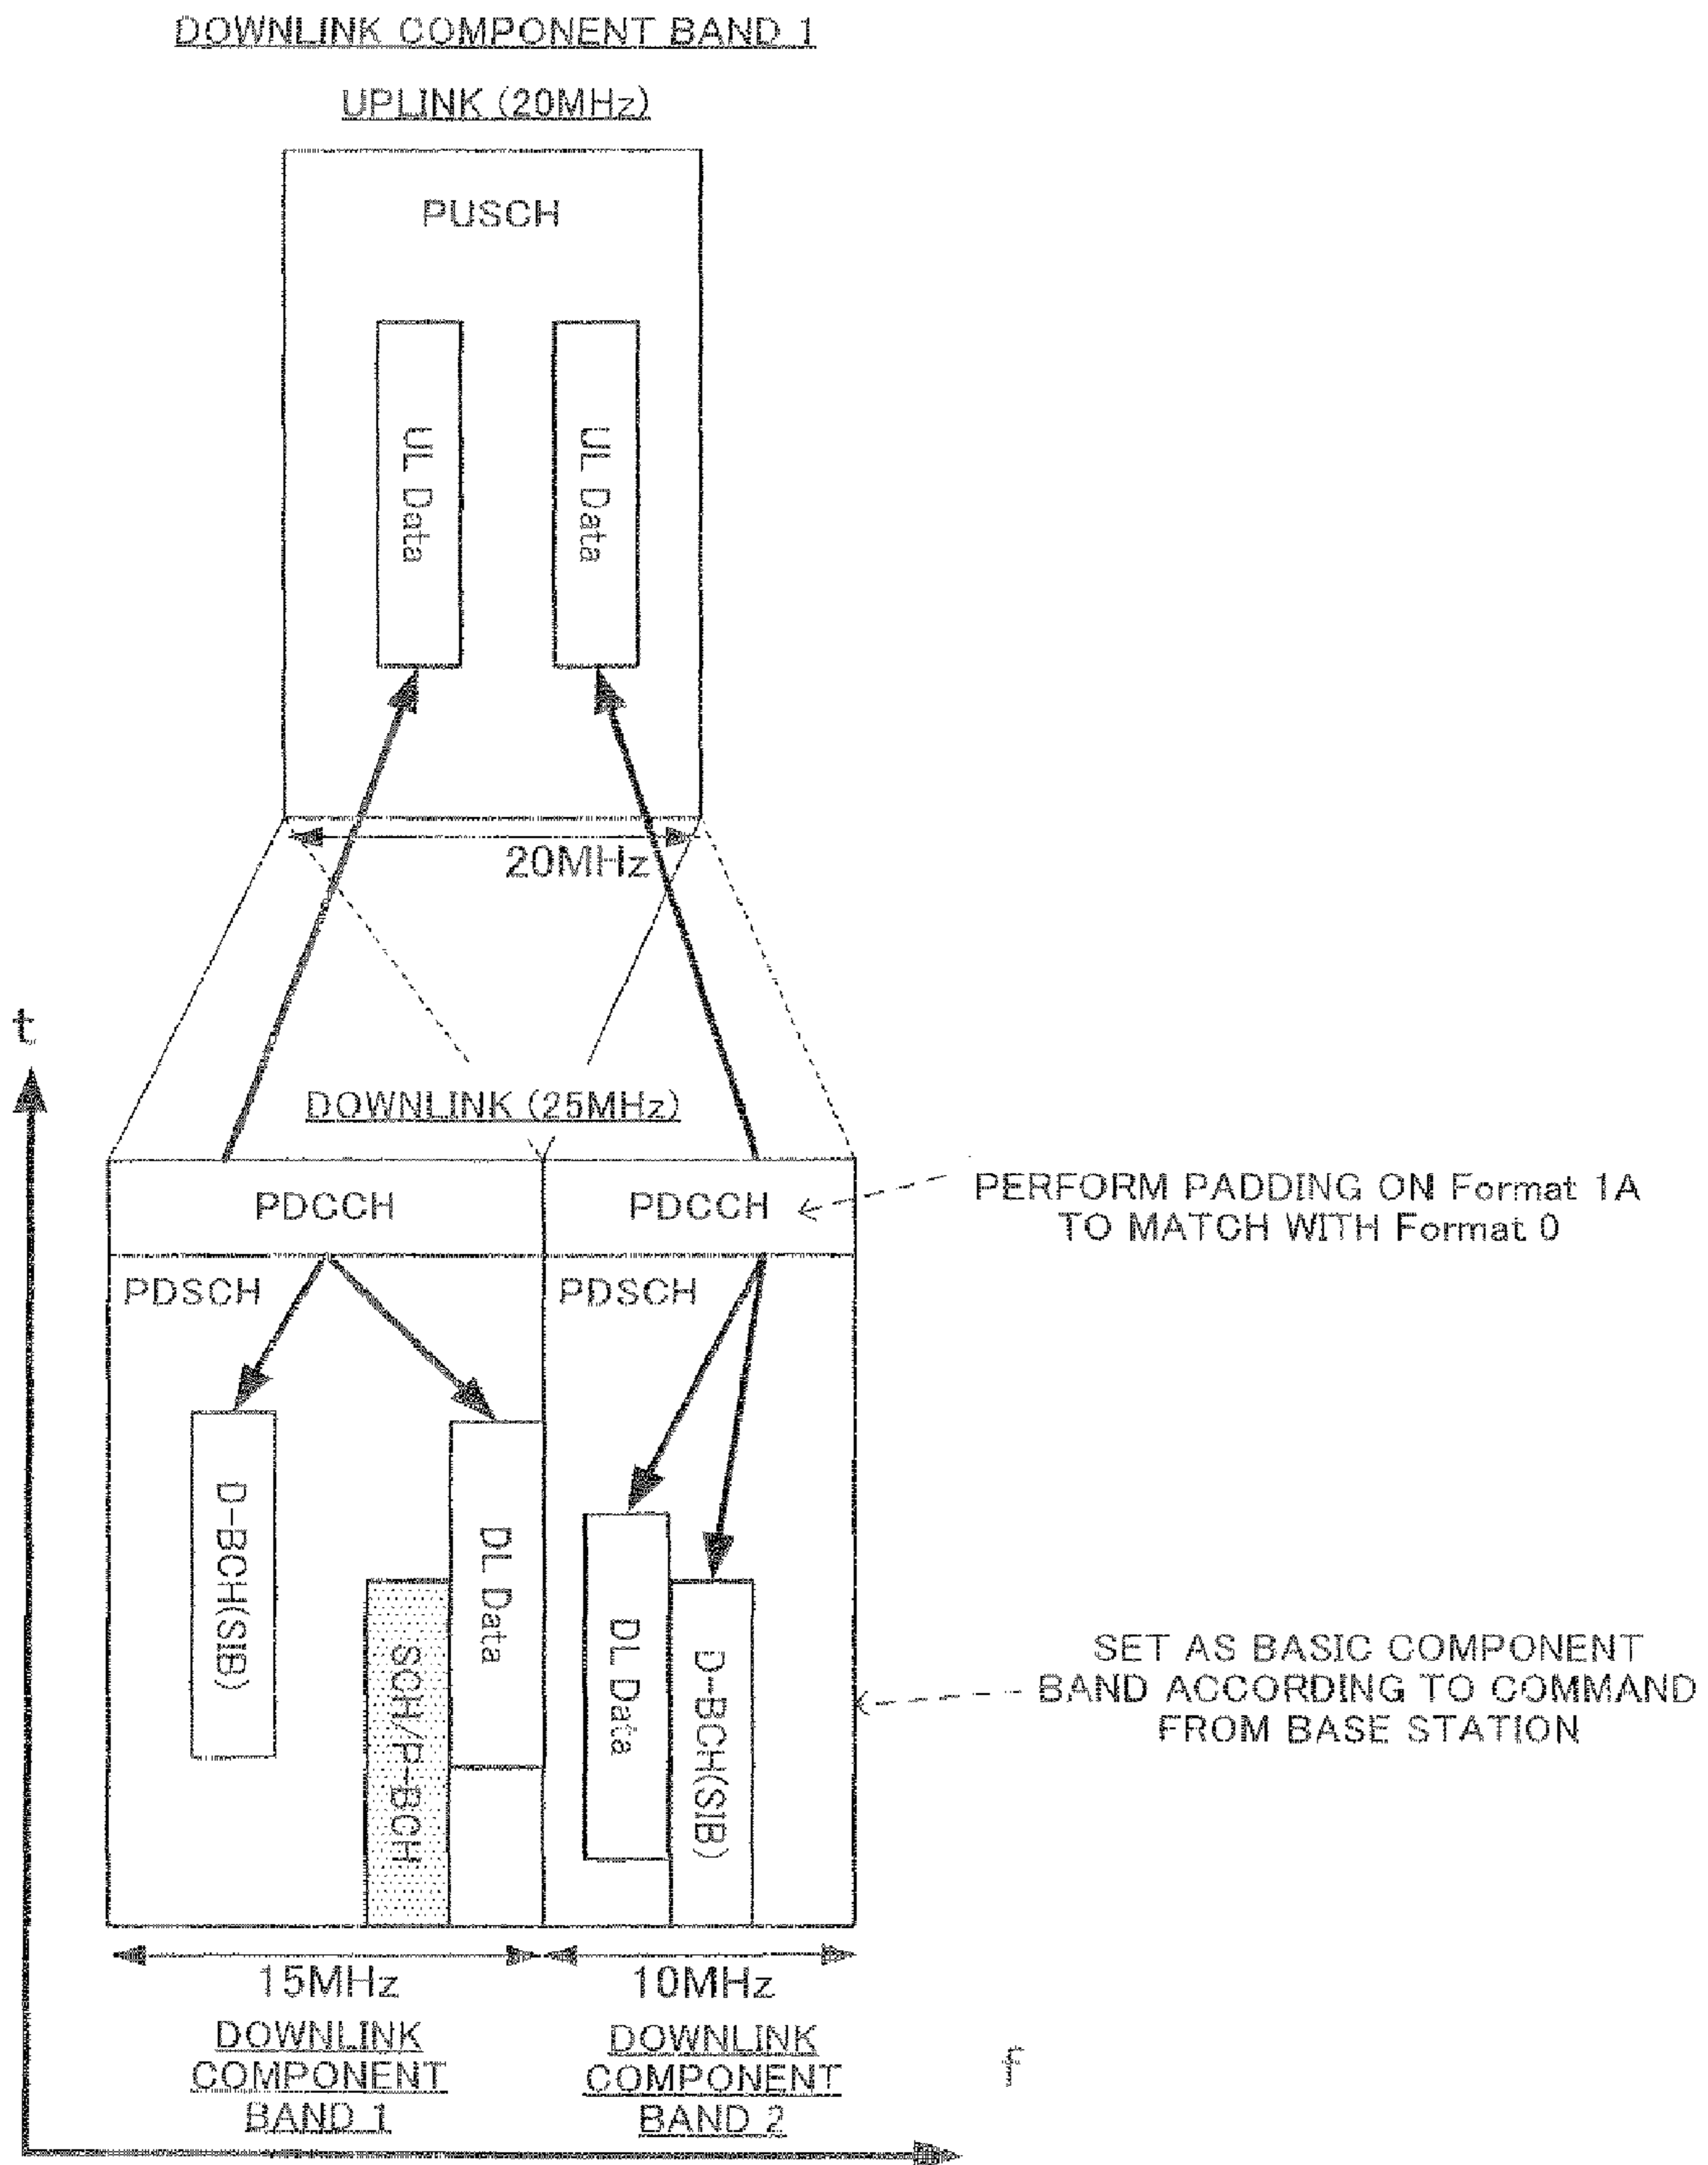 DOWNLINK COMPONENT BAND 1
UPLINK (20MHz)
PUSCH
UL Data
UL Data
20MHz
t
DOWNLINK (25MHz)
PDCCH
PDCCH
PERFORM PADDING ON Format 1A
TO MATCH WITH Format 0
PDSCH
PDSCH
D-BCH(SIB)
SCH/P-BCH
DL Data
DL Data
D-BCH(SIB)
SET AS BASIC COMPONENT
BAND ACCORDING TO COMMAND
FROM BASE STATION
15MHz
10MHz
DOWNLINK
COMPONENT
BAND 1
DOWNLINK
COMPONENT
BAND 2
f